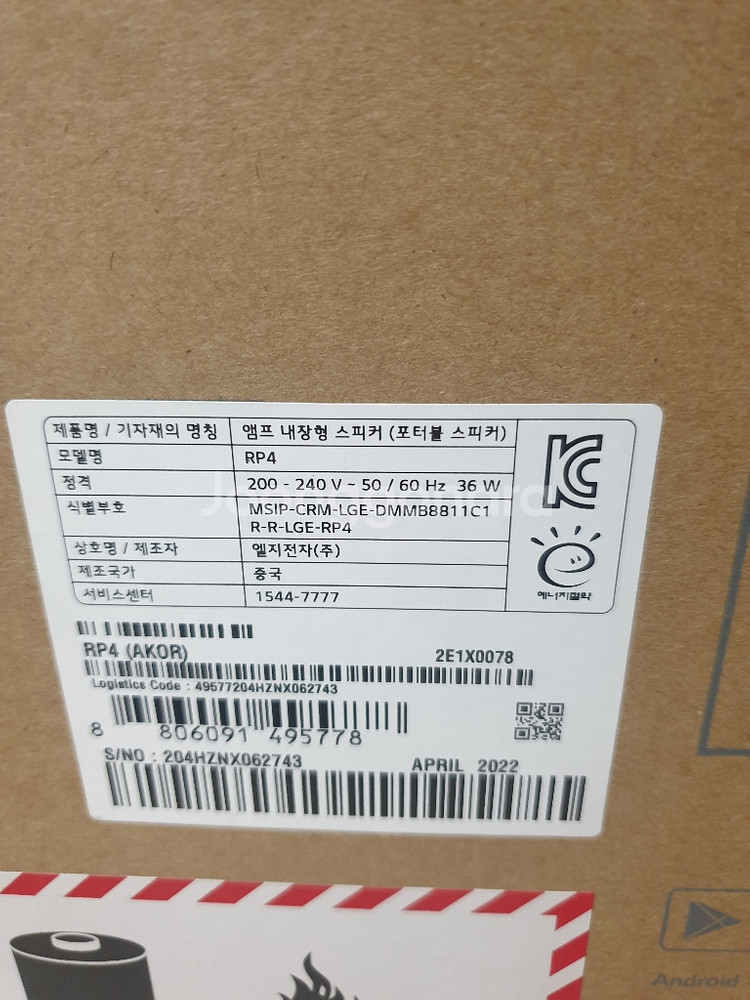 제품명 / 기자재의 명칭 앰프 내장형 스피커 (포터블 스피커)
모델명 RP4
정격 200 - 240 V ~ 50 / 60 Hz 36 W
식별부호 MSIP-CRM-LGE-DMMB8811C1
R-R-LGE-RP4
상호명 / 제조자 엘지전자(주)
제조국가 중국
서비스센터 1544-7777
에너지절약
RP4 (AKOR) 2E1X0078
Logistics Code : 49577204HZNX062743
8 806091 495778
S/NO : 204HZNX062743 APRIL 2022
Android